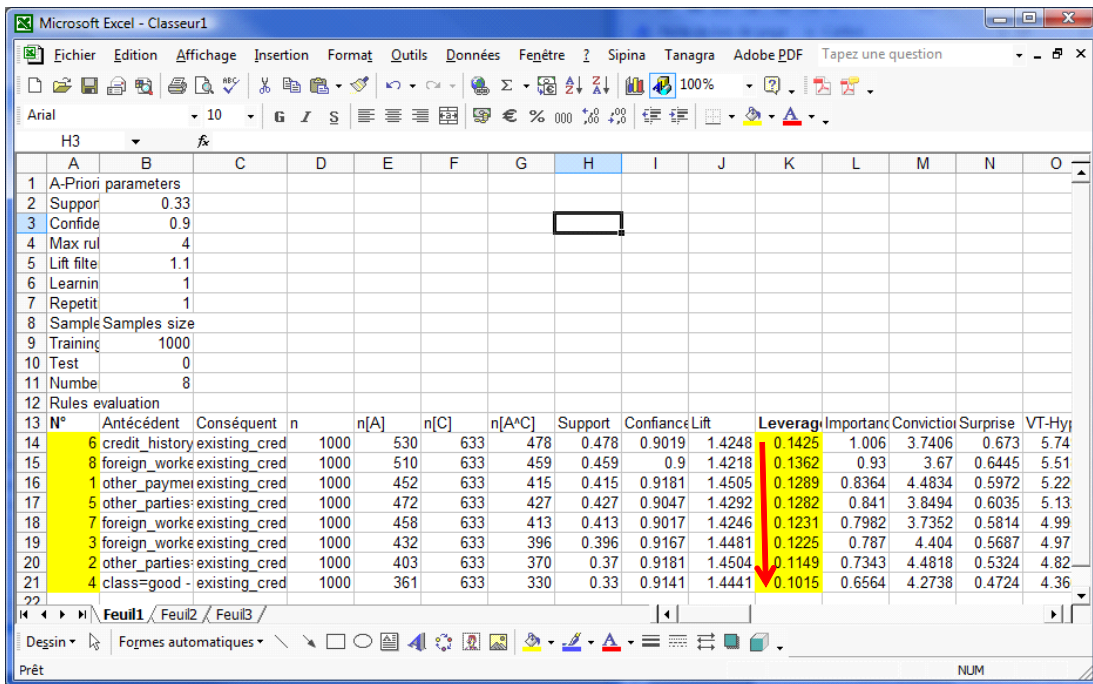 Microsoft Excel - Classeur1
Fichier Edition Affichage Insertion Format Outils Données Fenêtre ? Sipina Tanagra Adobe PDF Tapez une question
100%
Arial 10 G I S € % 000
H3 fx
A B C D E F G H I J K L M N O
1 A-Priori parameters
2 Suppor 0.33
3 Confide 0.9
4 Max rul 4
5 Lift filte 1.1
6 Learnin 1
7 Repetit 1
8 Sample Samples size
9 Training 1000
10 Test 0
11 Numbe 8
12 Rules evaluation
13 N° Antécédent Conséquent n n[A] n[C] n[A^C] Support Confiance Lift Leverag Importanc Convictio Surprise VT-Hyp
14 6 credit_history existing_cred 1000 530 633 478 0.478 0.9019 1.4248 0.1425 1.006 3.7406 0.673 5.74
15 8 foreign_worke existing_cred 1000 510 633 459 0.459 0.9 1.4218 0.1362 0.93 3.67 0.6445 5.51
16 1 other_paymer existing_cred 1000 452 633 415 0.415 0.9181 1.4505 0.1289 0.8364 4.4834 0.5972 5.22
17 5 other_parties= existing_cred 1000 472 633 427 0.427 0.9047 1.4292 0.1282 0.841 3.8494 0.6035 5.13
18 7 foreign_worke existing_cred 1000 458 633 413 0.413 0.9017 1.4246 0.1231 0.7982 3.7352 0.5814 4.99
19 3 foreign_worke existing_cred 1000 432 633 396 0.396 0.9167 1.4481 0.1225 0.787 4.404 0.5687 4.97
20 2 other_parties= existing_cred 1000 403 633 370 0.37 0.9181 1.4504 0.1149 0.7343 4.4818 0.5324 4.82
21 4 class=good - existing_cred 1000 361 633 330 0.33 0.9141 1.4441 0.1015 0.6564 4.2738 0.4724 4.36
22
Feuil1 / Feuil2 / Feuil3
Dessin Formes automatiques
Prêt NUM